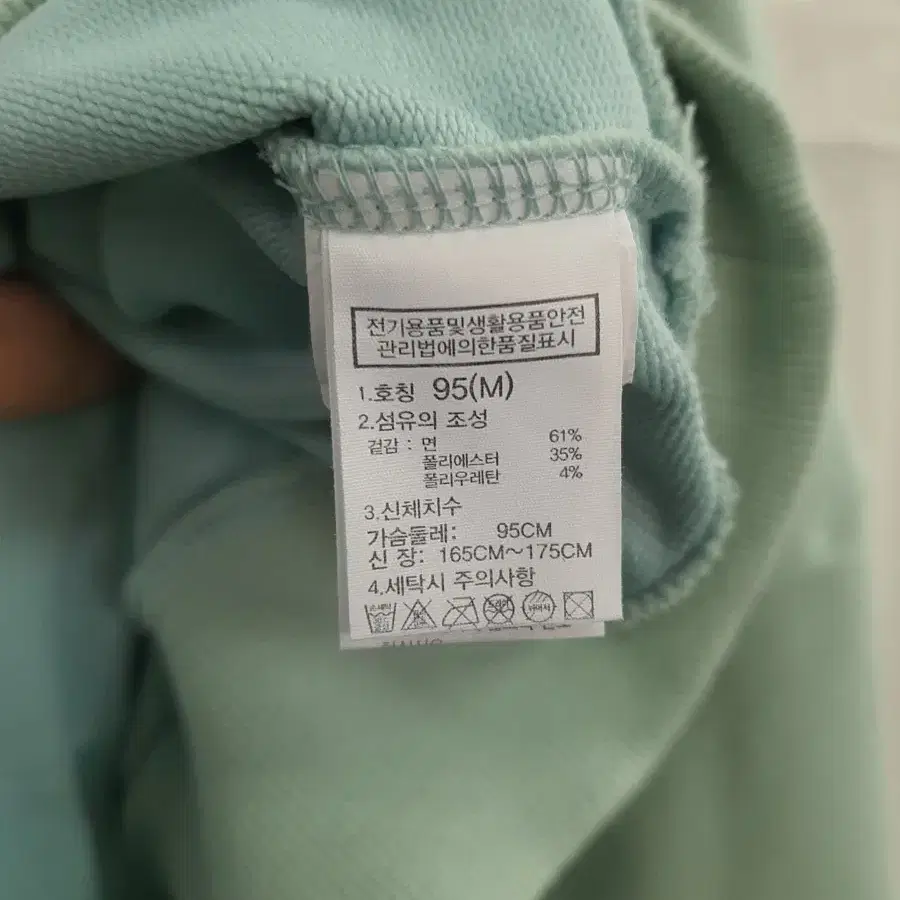 전기용품및생활용품안전
관리법에의한품질표시
1.호칭 95(M)
2.섬유의 조성
겉감 : 면 61%
폴리에스터 35%
폴리우레탄 4%
3.신체치수
가슴둘레: 95CM
신 장: 165CM~175CM
4.세탁시 주의사항
손세탁